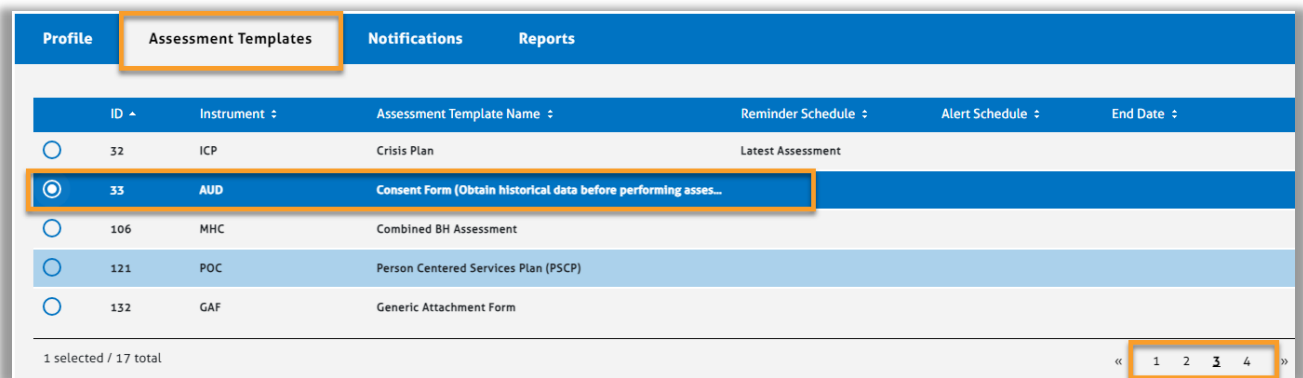 Profile Assessment Templates Notifications Reports
ID Instrument Assessment Template Name Reminder Schedule Alert Schedule End Date
32 ICP Crisis Plan Latest Assessment
33 AUD Consent Form (Obtain historical data before performing asses...
106 MHC Combined BH Assessment
121 POC Person Centered Services Plan (PSCP)
132 GAF Generic Attachment Form
1 selected / 17 total « 1 2 3 4 »